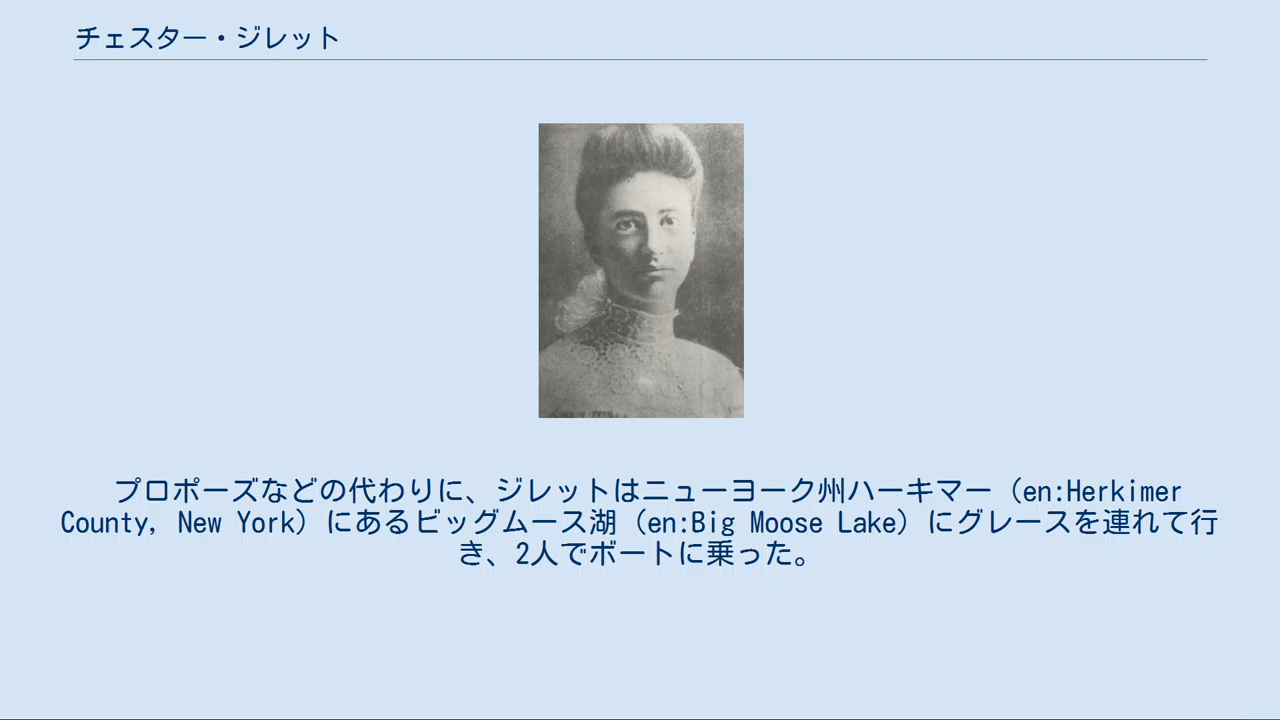 チェスター・ジレット
プロポーズなどの代わりに、ジレットはニューヨーク州ハーキマー（en:Herkimer
County, New York）にあるビッグムース湖（en:Big Moose Lake）にグレースを連れて行
き、2人でボートに乗った。